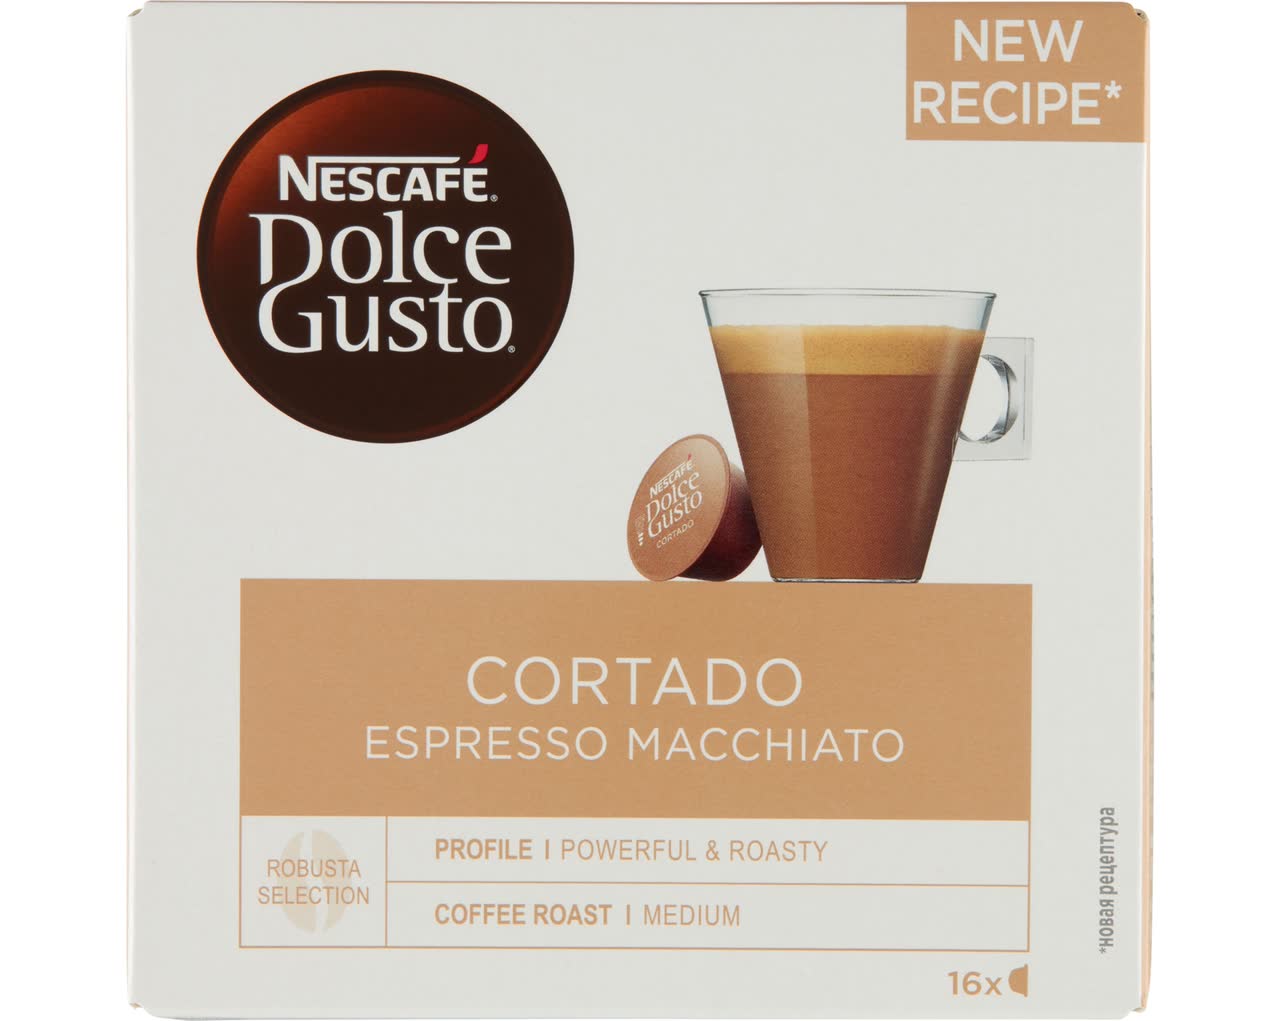 NEW
RECIPE*
NESCAFÉ®
Dolce
Gusto®
NESCAFÉ
Dolce
Gusto
CORTADO
CORTADO
ESPRESSO MACCHIATO
ROBUSTA
SELECTION
PROFILE | POWERFUL & ROASTY
COFFEE ROAST | MEDIUM
*новая рецептура
16x